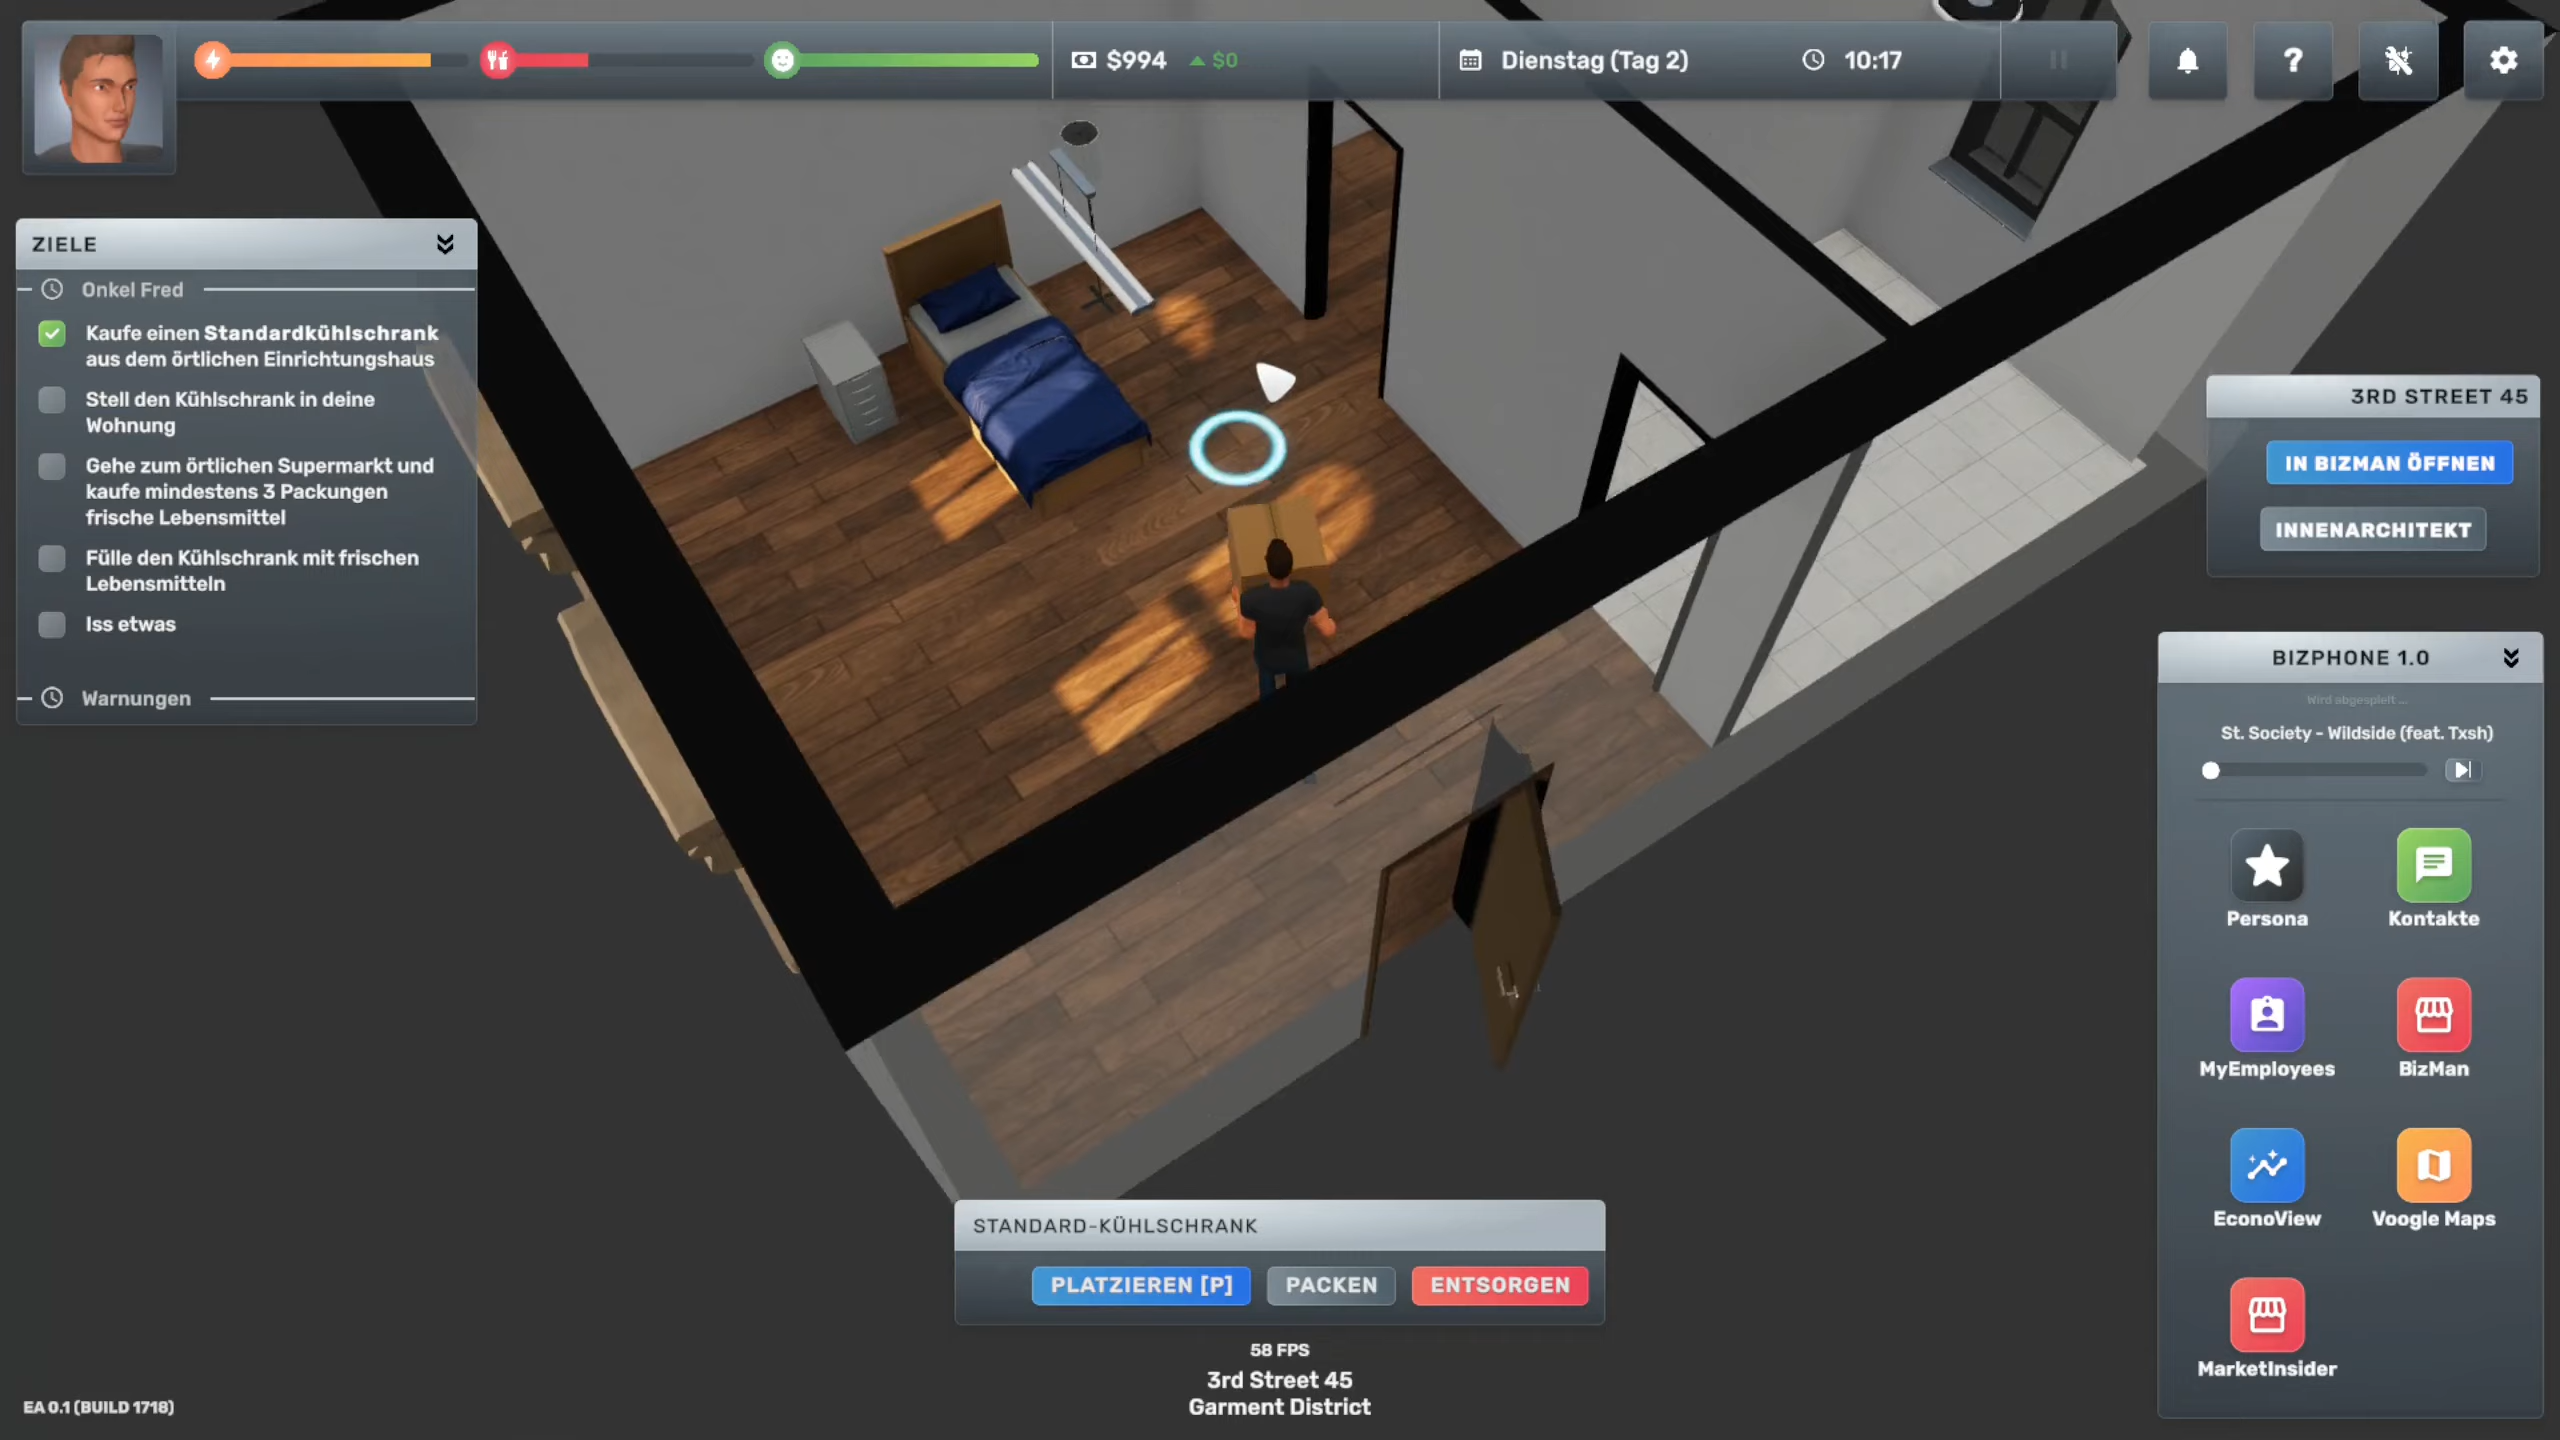 $994
$0
Dienstag (Tag 2)
10:17
?
ZIELE
Onkel Fred
Kaufe einen Standardkühlschrank
aus dem örtlichen Einrichtungshaus
Stell den Kühlschrank in deine
Wohnung
Gehe zum örtlichen Supermarkt und
kaufe mindestens 3 Packungen
frische Lebensmittel
Fülle den Kühlschrank mit frischen
Lebensmitteln
Iss etwas
Warnungen
3RD STREET 45
IN BIZMAN ÖFFNEN
INNENARCHITEKT
BIZPHONE 1.0
Wird abgespielt ...
St. Society - Wildside (feat. Txsh)
Persona
Kontakte
MyEmployees
BizMan
EconoView
Voogle Maps
MarketInsider
STANDARD-KÜHLSCHRANK
PLATZIEREN [P]
PACKEN
ENTSORGEN
58 FPS
3rd Street 45
Garment District
EA 0.1 (BUILD 1718)